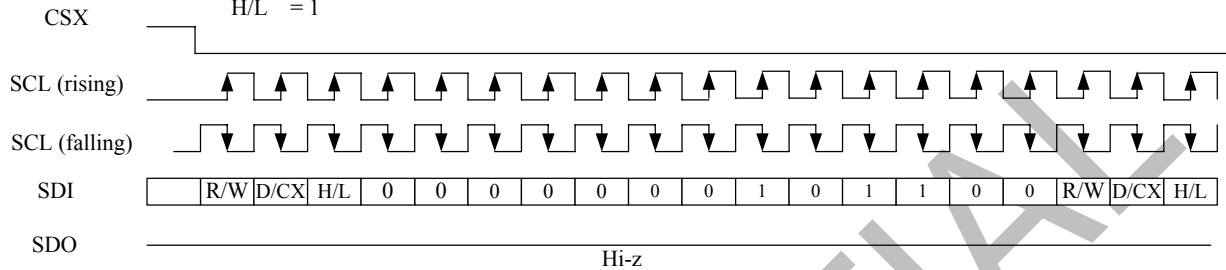 H/L = 1
CSX
SCL (rising)
SCL (falling)
SDI R/W D/CX H/L 0 0 0 0 0 0 0 1 0 1 1 0 0 R/W D/CX H/L
SDO
Hi-z